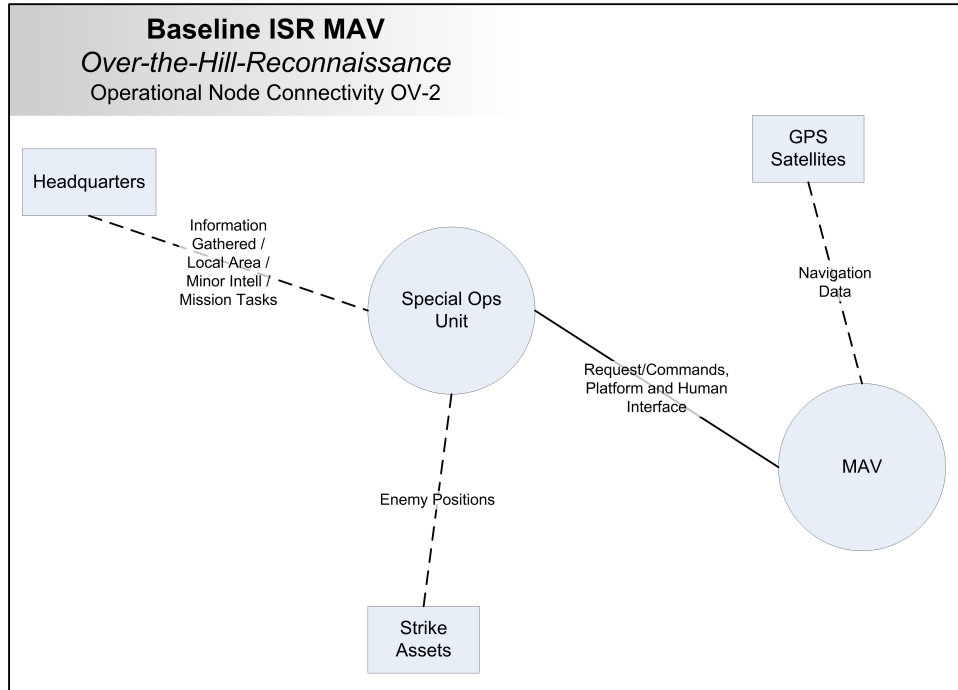 Baseline ISR MAV
Over-the-Hill-Reconnaissance
Operational Node Connectivity OV-2
GPS
Satellites
Headquarters
Information
Gathered /
Local Area /
Minor Intell /
Mission Tasks
Special Ops
Unit
Navigation
Data
Request/Commands,
Platform and Human
Interface
MAV
Enemy Positions
Strike
Assets